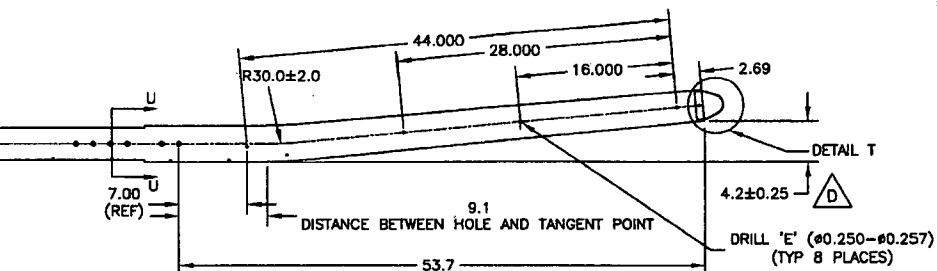 44.000
28.000
R30.0±2.0
16.000
2.69
U
DETAIL T
U
7.00
(REF)
4.2±0.25
D
9.1
DISTANCE BETWEEN HOLE AND TANGENT POINT
DRILL 'E' (ø0.250-ø0.257)
(TYP 8 PLACES)
53.7